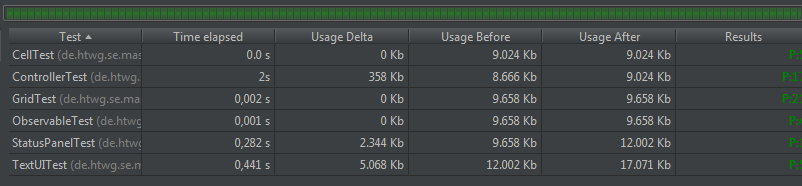 Test Time elapsed Usage Delta Usage Before Usage After Results
CellTest (de.htwg.se.mas 0.0 s 0 Kb 9.024 Kb 9.024 Kb
ControllerTest (de.htwg.se 2s 358 Kb 8.666 Kb 9.024 Kb
GridTest (de.htwg.se.ma 0,002 s 0 Kb 9.658 Kb 9.658 Kb
ObservableTest (de.htwg.s 0,001 s 0 Kb 9.658 Kb 9.658 Kb
StatusPanelTest (de.htwg. 0,282 s 2.344 Kb 9.658 Kb 12.002 Kb
TextUITest (de.htwg.se.m 0,441 s 5.068 Kb 12.002 Kb 17.071 Kb